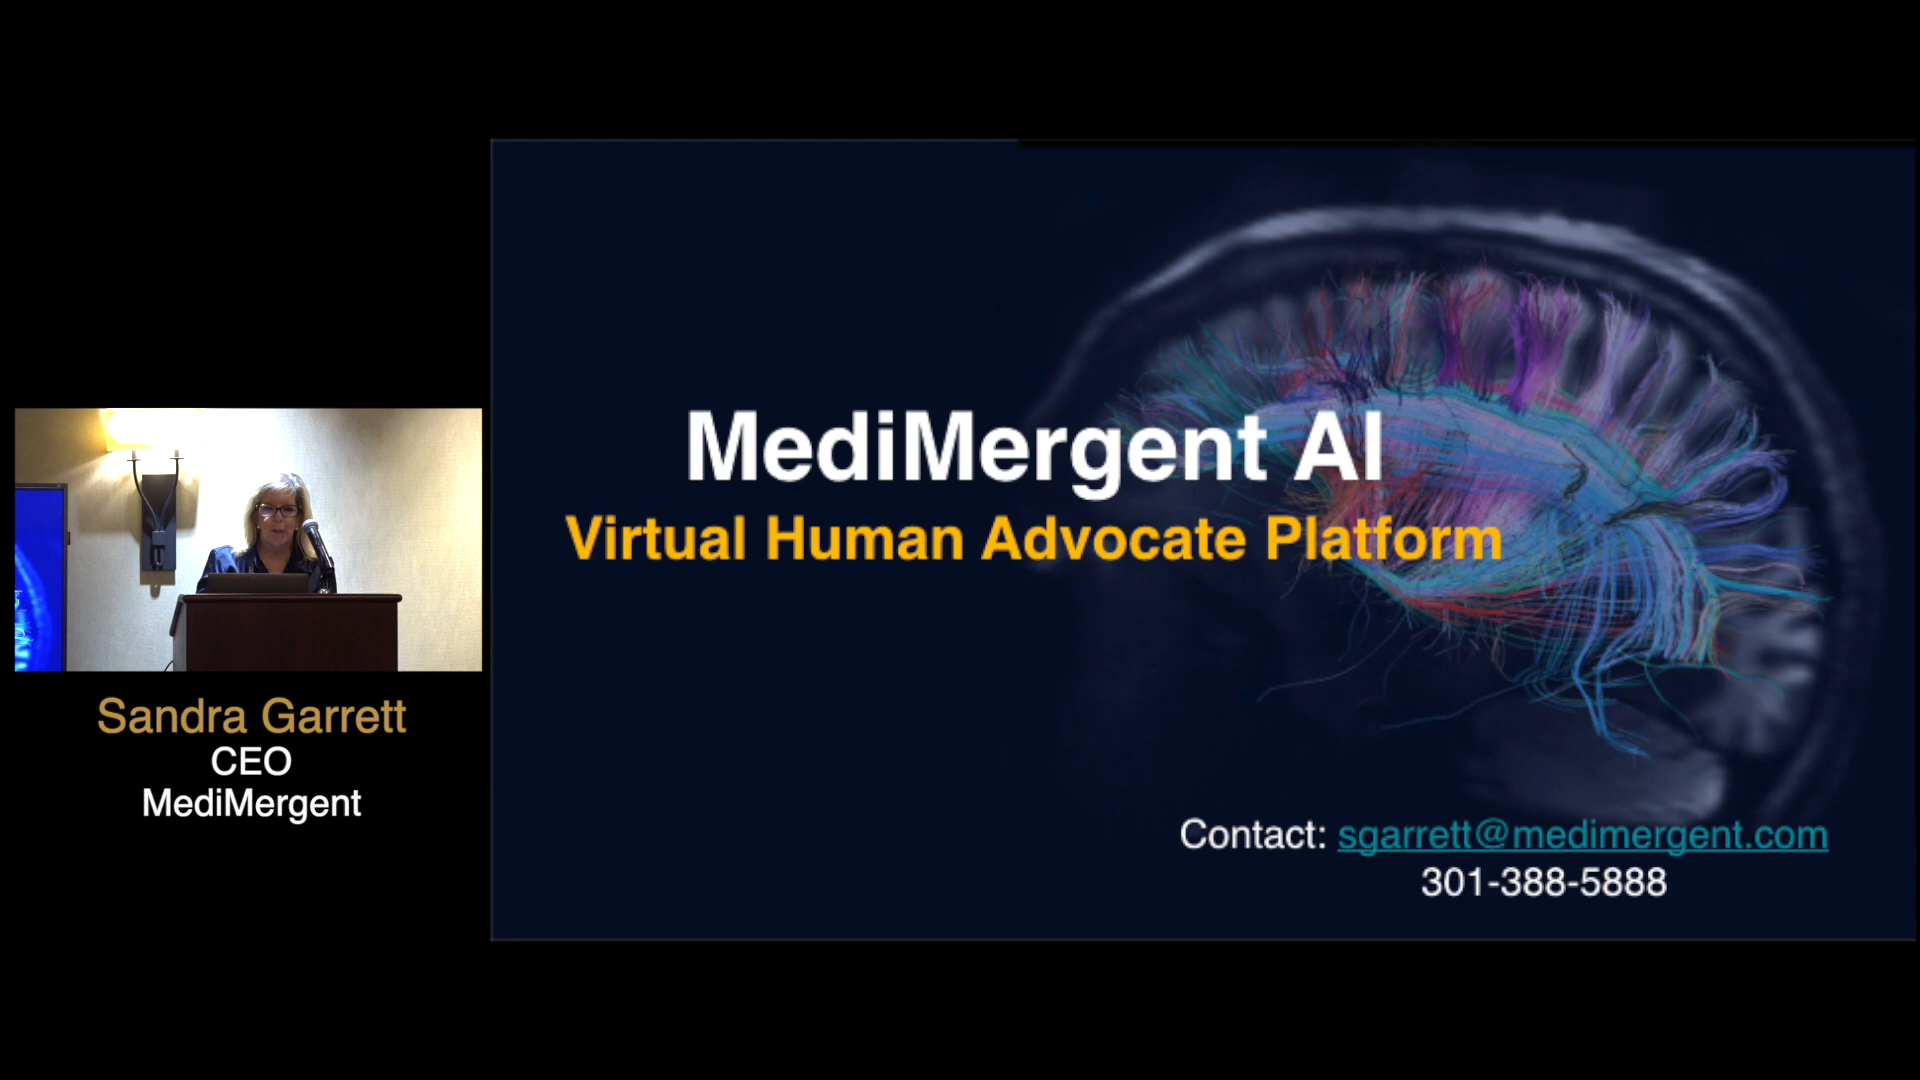 Sandra Garrett
CEO
MediMergent
MediMergent AI
Virtual Human Advocate Platform
Contact: sgarrett@medimergent.com
301-388-5888